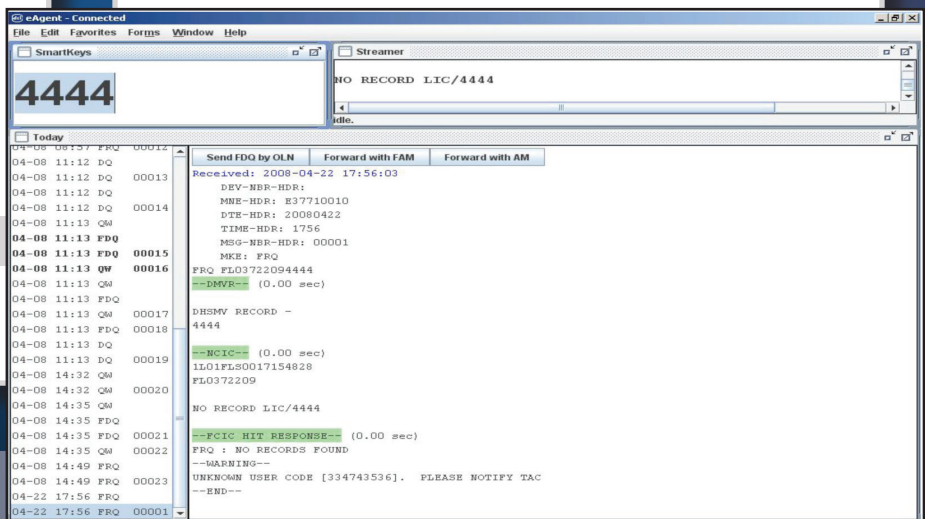 eAgent - Connected
File Edit Favorites Forms Window Help
SmartKeys
4444
Streamer
NO RECORD LIC/4444
idle.
Today
04-08 08:57 FRQ 00012
04-08 11:12 DQ
04-08 11:12 DQ 00013
04-08 11:12 DQ
04-08 11:12 DQ 00014
04-08 11:13 QW
04-08 11:13 FDQ
04-08 11:13 FDQ 00015
04-08 11:13 QW 00016
04-08 11:13 QW
04-08 11:13 FDQ
04-08 11:13 QW 00017
04-08 11:13 FDQ 00018
04-08 11:13 DQ
04-08 11:13 DQ 00019
04-08 14:32 QW
04-08 14:32 QW 00020
04-08 14:35 QW
04-08 14:35 FDQ
04-08 14:35 FDQ 00021
04-08 14:35 QW 00022
04-08 14:49 FRQ
04-08 14:49 FRQ 00023
04-22 17:56 FRQ
04-22 17:56 FRQ 00001
Send FDQ by OLN Forward with FAM Forward with AM
Received: 2008-04-22 17:56:03
DEV-NBR-HDR:
MNE-HDR: E37710010
DTE-HDR: 20080422
TIME-HDR: 1756
MSG-NBR-HDR: 00001
MKE: FRQ
FRQ FL03722094444
--DMVR-- (0.00 sec)
DHSMV RECORD -
4444
--NCIC-- (0.00 sec)
1L01FLS0017154828
FL0372209
NO RECORD LIC/4444
--FCIC HIT RESPONSE-- (0.00 sec)
FRQ : NO RECORDS FOUND
--WARNING--
UNKNOWN USER CODE [334743536]. PLEASE NOTIFY TAC
--END--